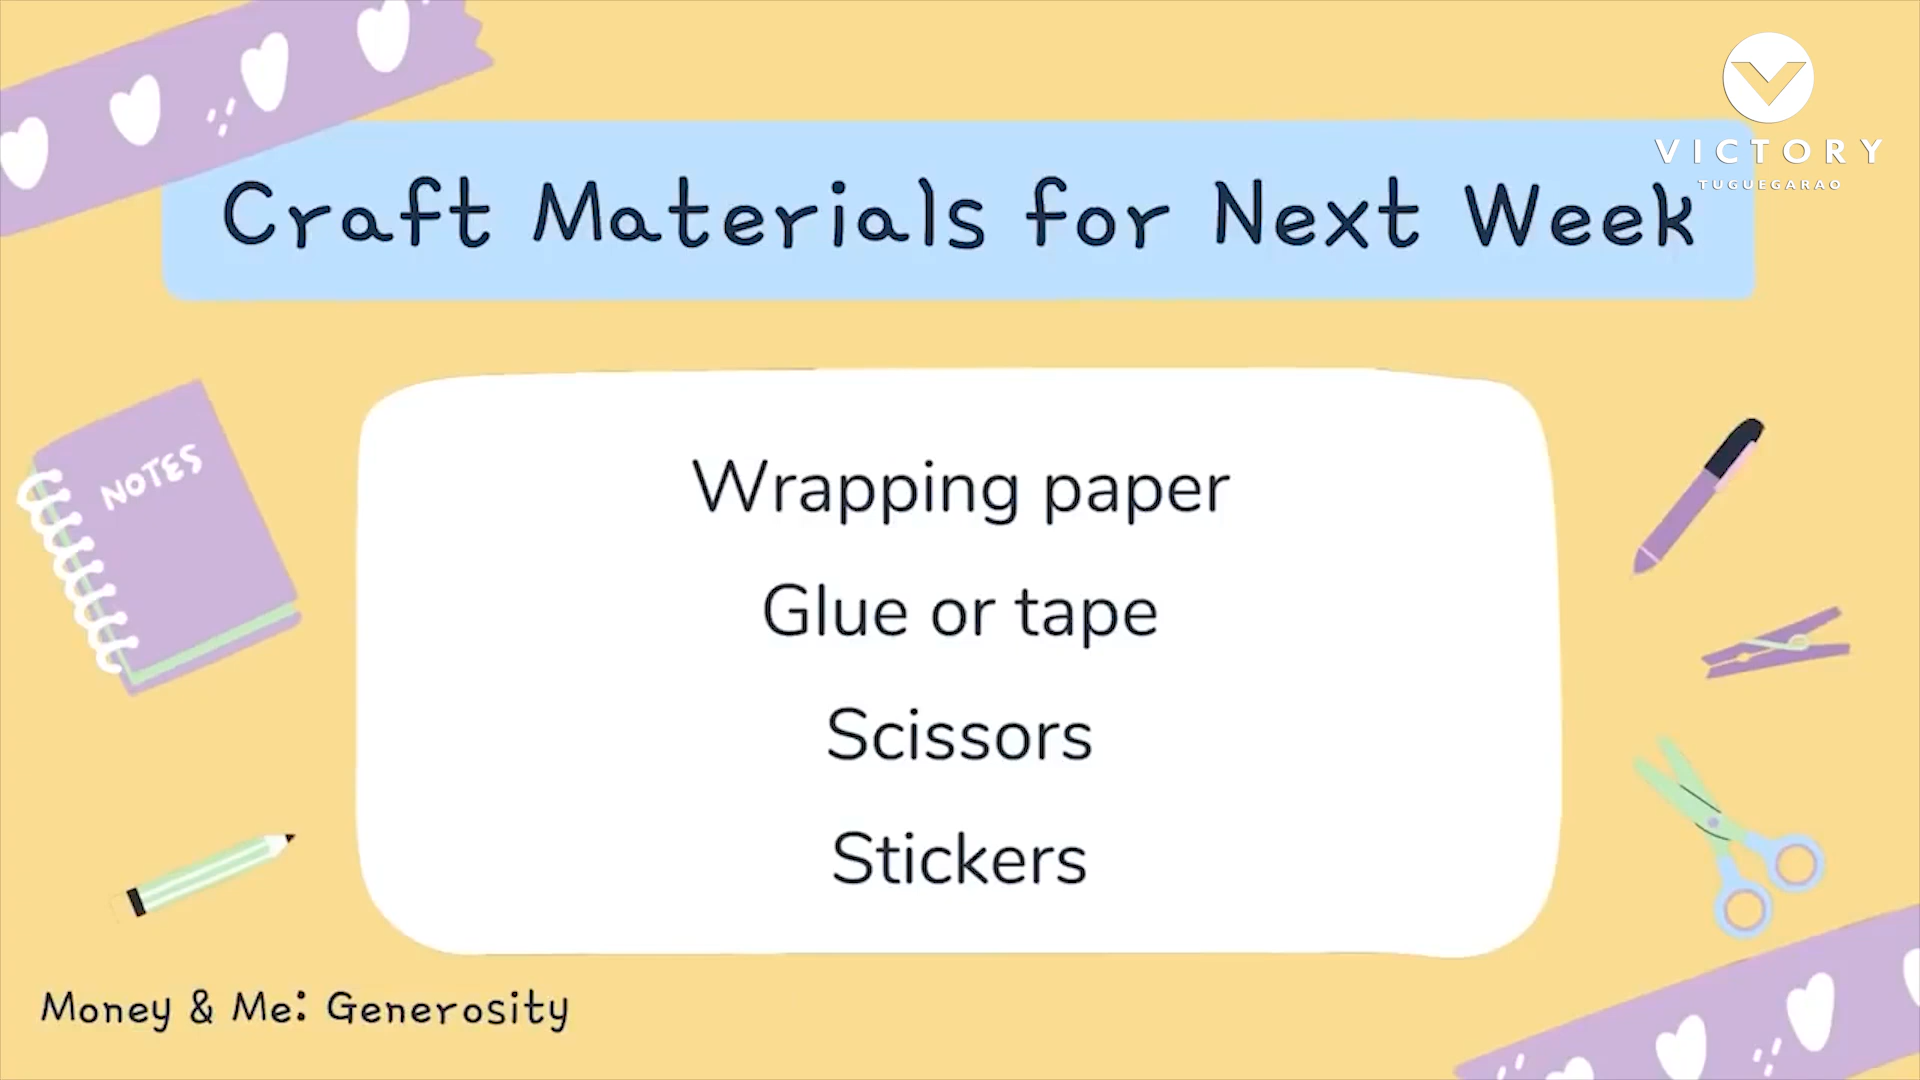 VICTORY
TUGUEGARAO
Craft Materials for Next Week
NOTES
Wrapping paper
Glue or tape
Scissors
Stickers
Money & Me: Generosity